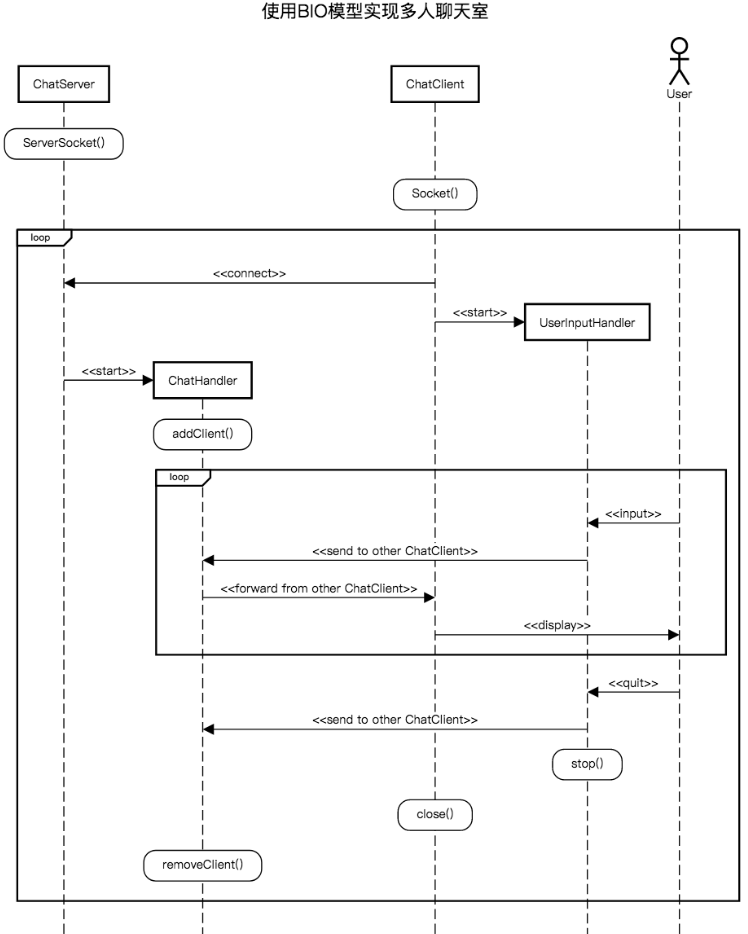 使用BIO模型实现多人聊天室
User
ChatServer
ChatClient
ServerSocket()
Socket()
loop
<<connect>>
<<start>>
UserInputHandler
<<start>>
ChatHandler
addClient()
loop
<<input>>
<<send to other ChatClient>>
<<forward from other ChatClient>>
<<display>>
<<quit>>
<<send to other ChatClient>>
stop()
close()
removeClient()